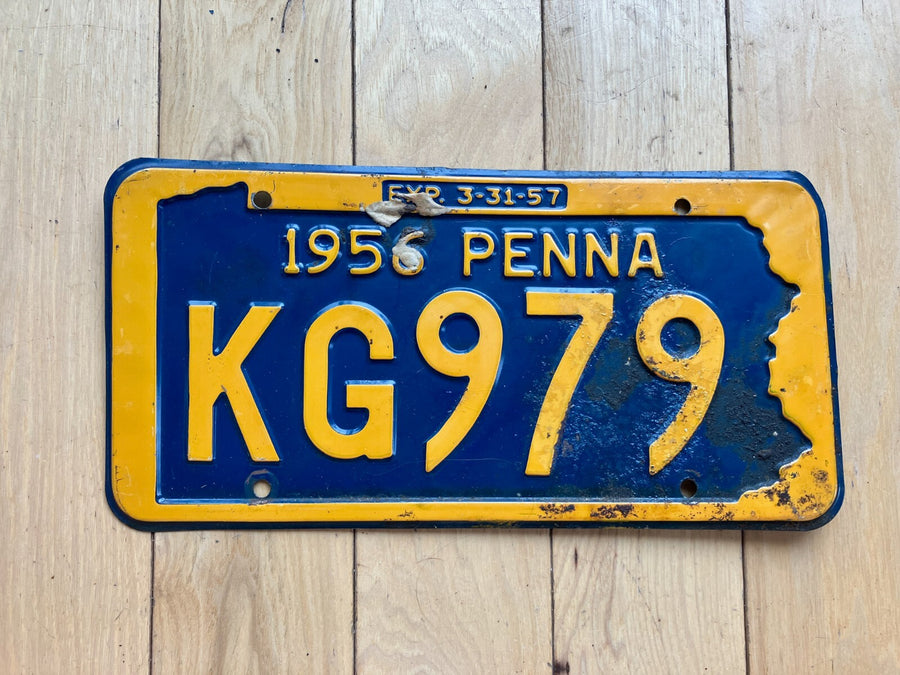 EXP. 3-31-57
1956 PENNA
KG979